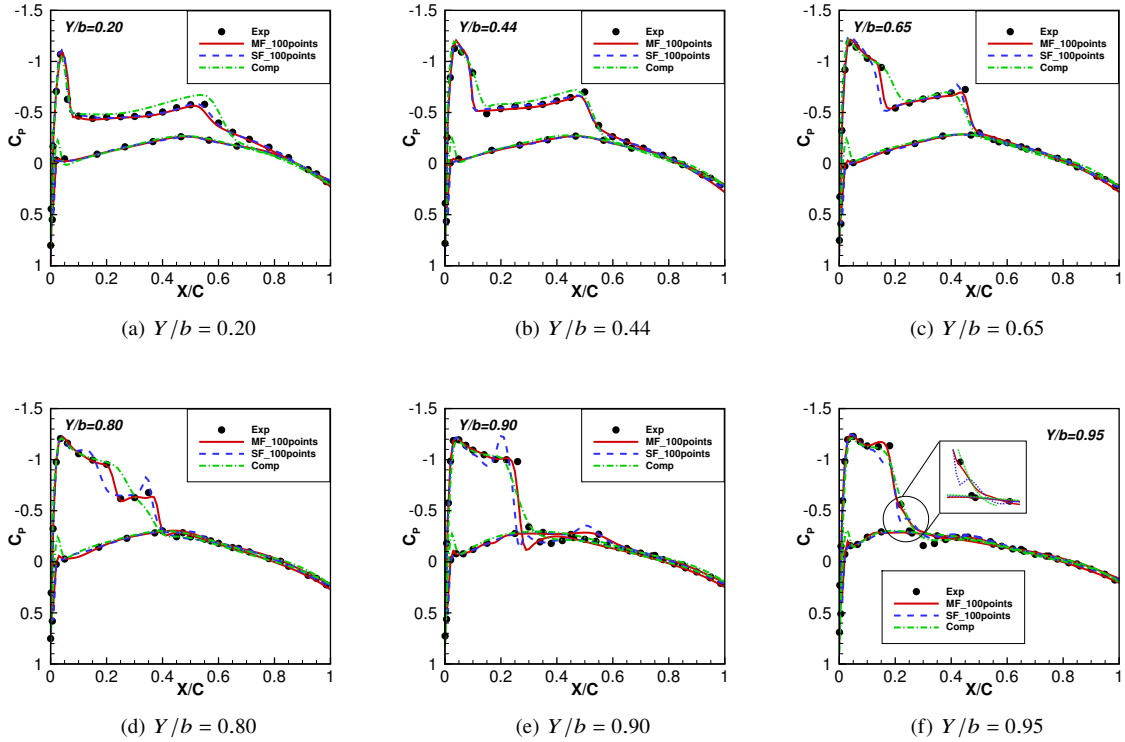 Y/b=0.20
Exp
MF_100points
SF_100points
Comp
-1.5
-1
-0.5
0
0.5
1
CP
0 0.2 0.4 0.6 0.8 1
X/C
(a) Y/b = 0.20
Y/b=0.44
Exp
MF_100points
SF_100points
Comp
-1.5
-1
-0.5
0
0.5
1
CP
0 0.2 0.4 0.6 0.8 1
X/C
(b) Y/b = 0.44
Y/b=0.65
Exp
MF_100points
SF_100points
Comp
-1.5
-1
-0.5
0
0.5
1
CP
0 0.2 0.4 0.6 0.8 1
X/C
(c) Y/b = 0.65
Y/b=0.80
Exp
MF_100points
SF_100points
Comp
-1.5
-1
-0.5
0
0.5
1
CP
0 0.2 0.4 0.6 0.8 1
X/C
(d) Y/b = 0.80
Y/b=0.90
Exp
MF_100points
SF_100points
Comp
-1.5
-1
-0.5
0
0.5
1
CP
0 0.2 0.4 0.6 0.8 1
X/C
(e) Y/b = 0.90
Y/b=0.95
Exp
MF_100points
SF_100points
Comp
-1.5
-1
-0.5
0
0.5
1
CP
0 0.2 0.4 0.6 0.8 1
X/C
(f) Y/b = 0.95